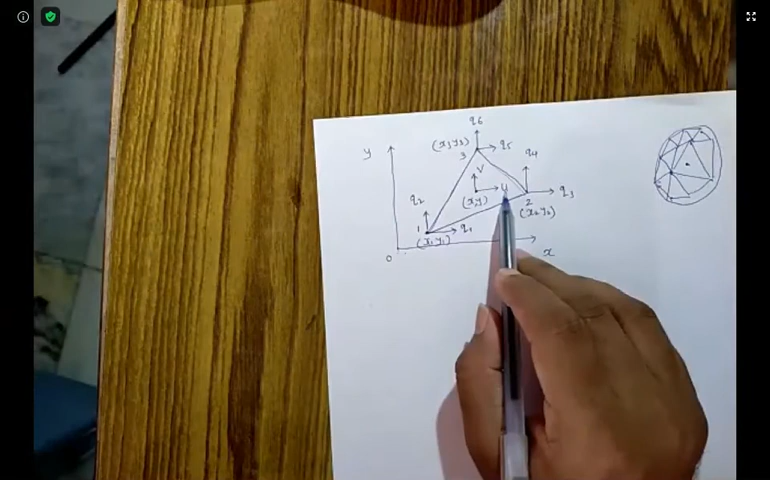 q6
y
(x3 y3)
q5
3
q4
v
u
q3
q2
(x,y)
2
(x2 y2)
1
q1
(x1 y1)
0
x